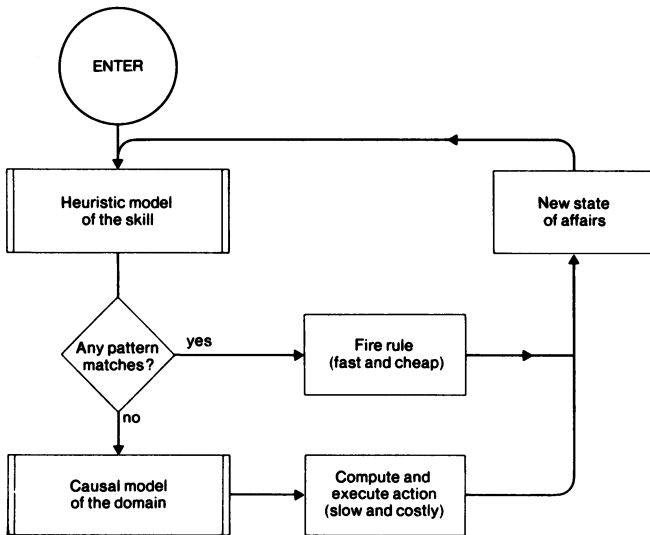 ENTER
Heuristic model
of the skill
New state
of affairs
Any pattern
matches?
yes
Fire rule
(fast and cheap)
no
Causal model
of the domain
Compute and
execute action
(slow and costly)